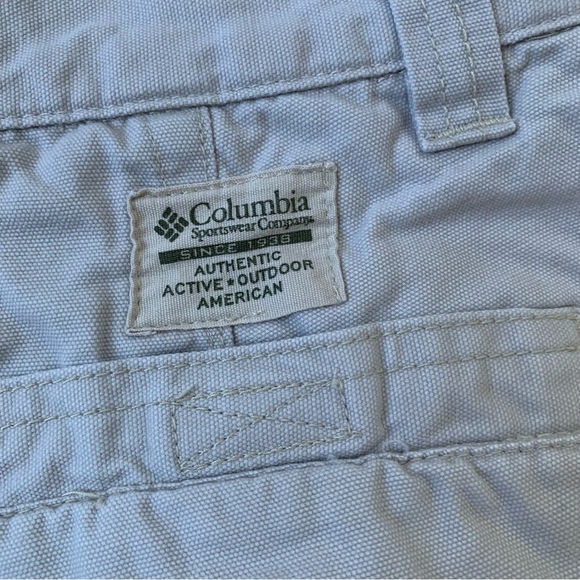 Columbia
Sportswear Company
SINCE 1938
AUTHENTIC
ACTIVE★OUTDOOR
AMERICAN